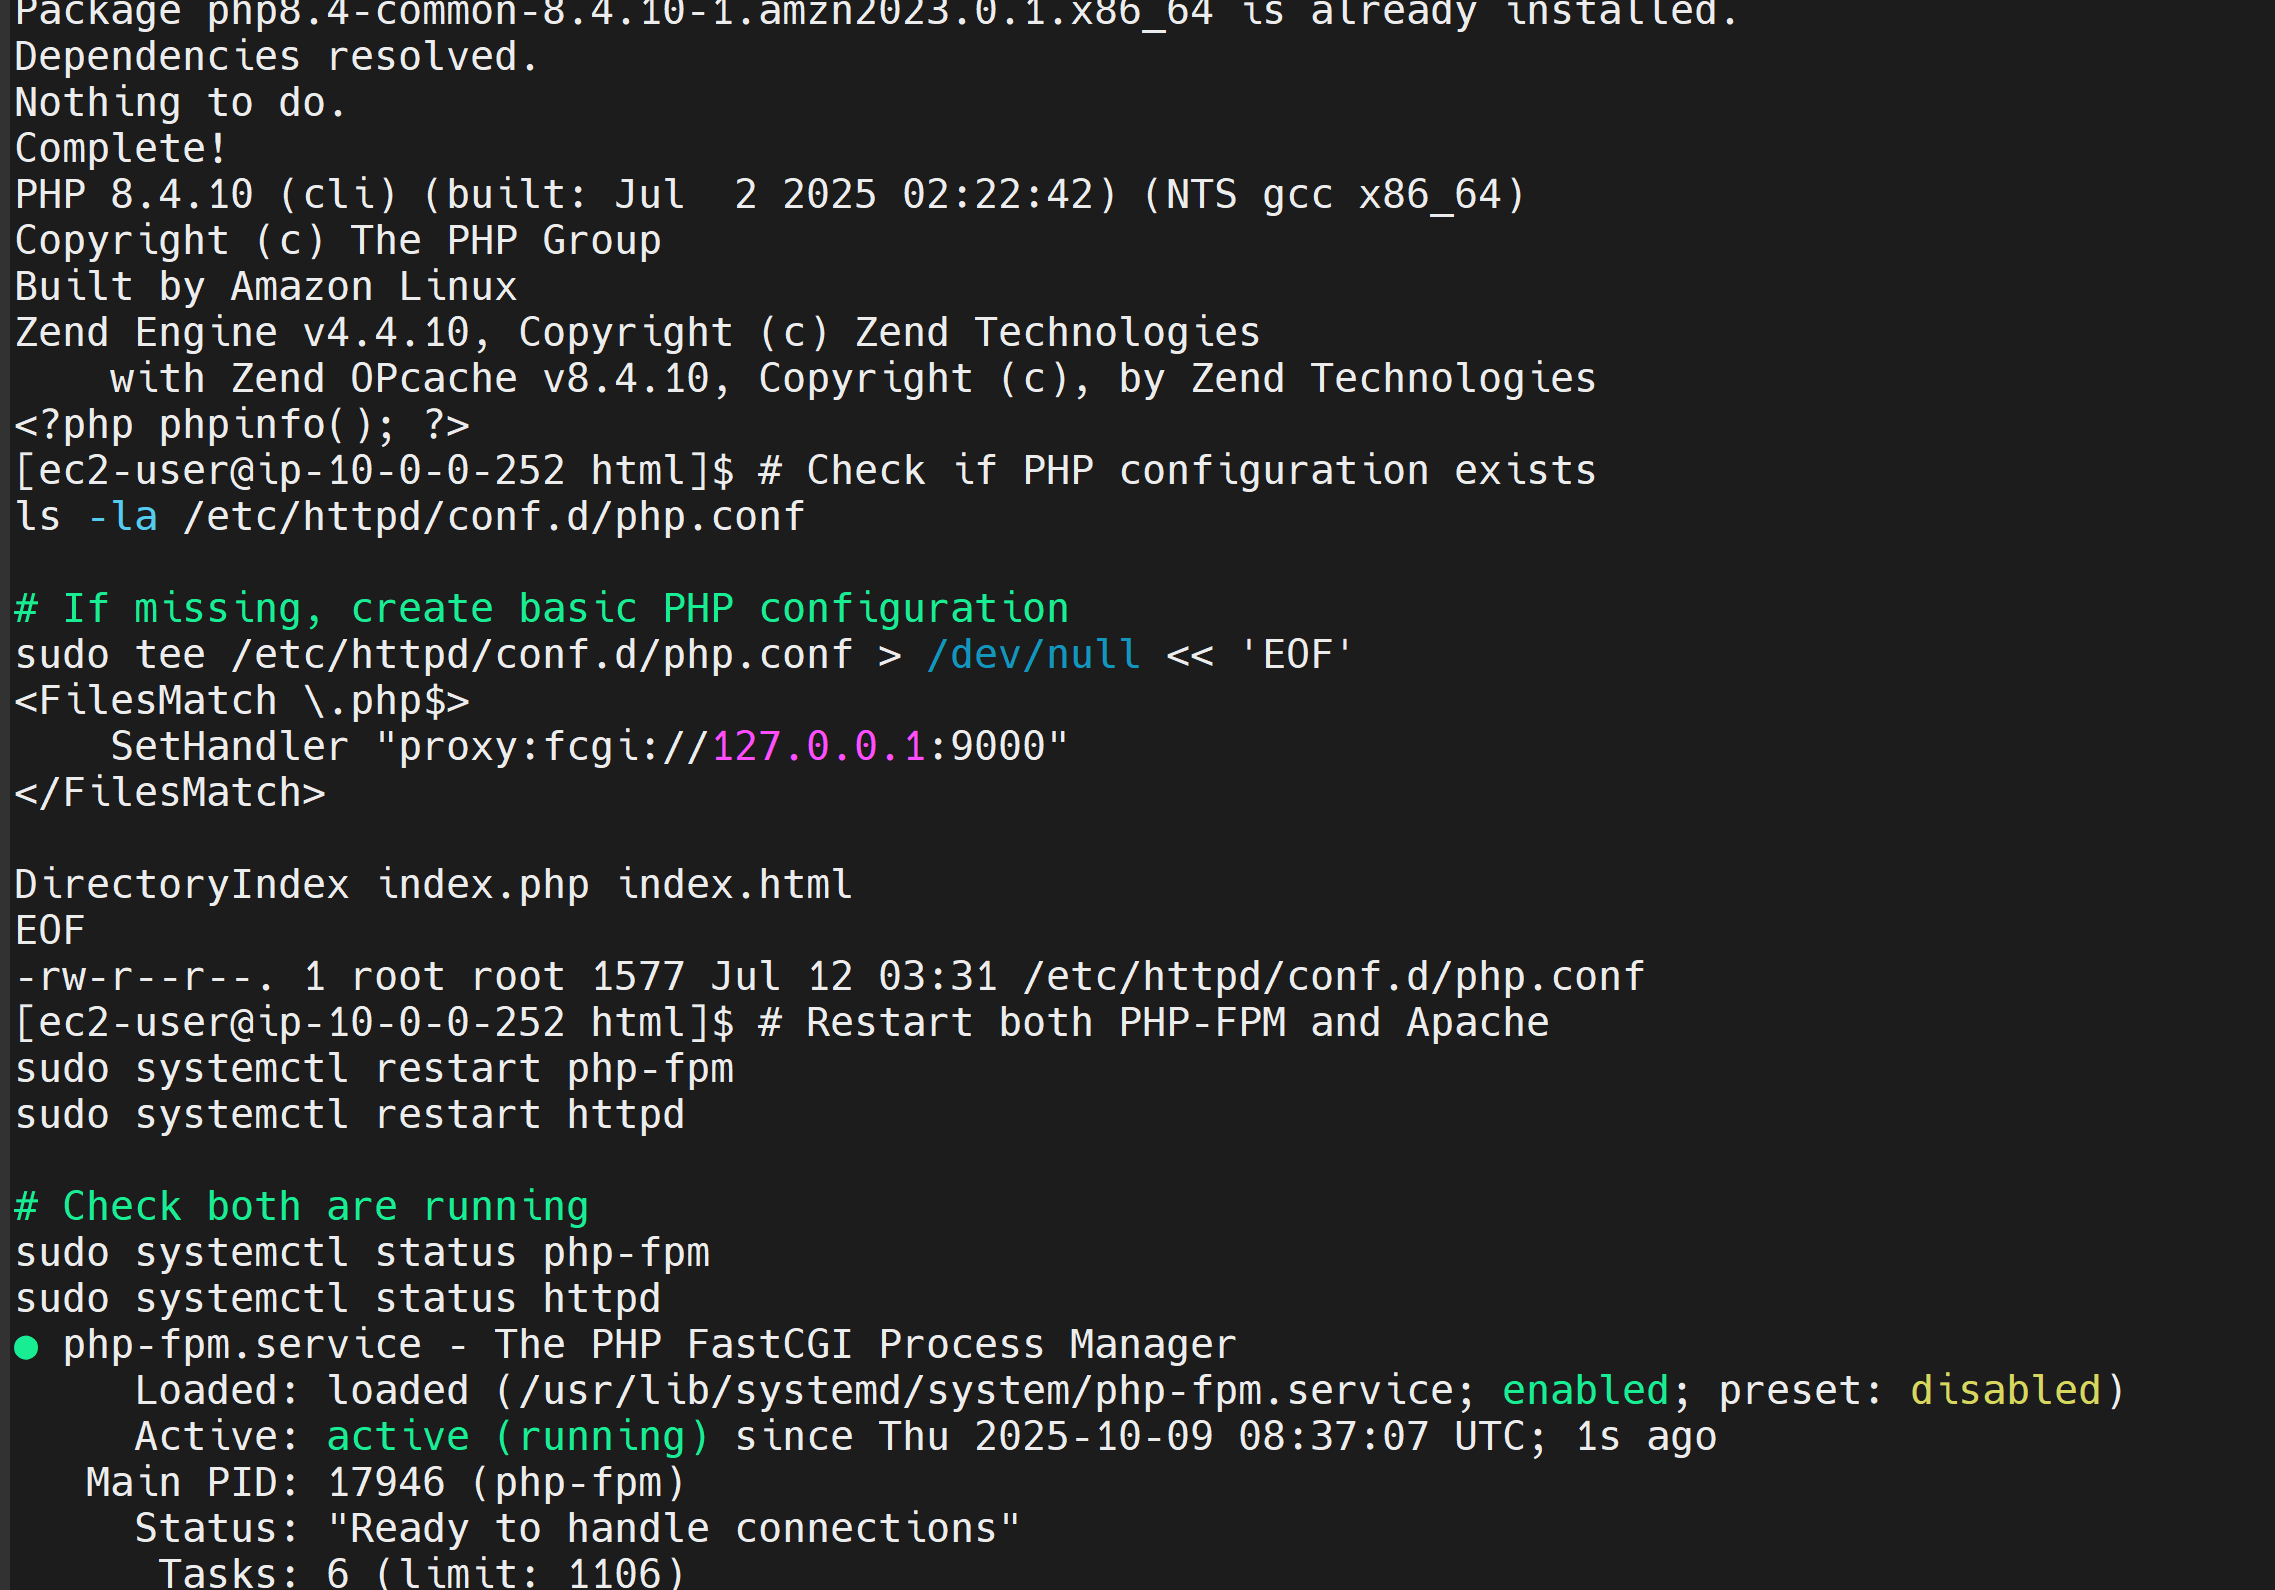 Package php8.4-common-8.4.10-1.amzn2023.0.1.x86_64 is already installed.
Dependencies resolved.
Nothing to do.
Complete!
PHP 8.4.10 (cli) (built: Jul  2 2025 02:22:42) (NTS gcc x86_64)
Copyright (c) The PHP Group
Built by Amazon Linux
Zend Engine v4.4.10, Copyright (c) Zend Technologies
    with Zend OPcache v8.4.10, Copyright (c), by Zend Technologies
<?php phpinfo(); ?>
[ec2-user@ip-10-0-0-252 html]$ # Check if PHP configuration exists
ls -la /etc/httpd/conf.d/php.conf

# If missing, create basic PHP configuration
sudo tee /etc/httpd/conf.d/php.conf > /dev/null << 'EOF'
<FilesMatch \.php$>
    SetHandler "proxy:fcgi://127.0.0.1:9000"
</FilesMatch>

DirectoryIndex index.php index.html
EOF
-rw-r--r--. 1 root root 1577 Jul 12 03:31 /etc/httpd/conf.d/php.conf
[ec2-user@ip-10-0-0-252 html]$ # Restart both PHP-FPM and Apache
sudo systemctl restart php-fpm
sudo systemctl restart httpd

# Check both are running
sudo systemctl status php-fpm
sudo systemctl status httpd
● php-fpm.service - The PHP FastCGI Process Manager
     Loaded: loaded (/usr/lib/systemd/system/php-fpm.service; enabled; preset: disabled)
     Active: active (running) since Thu 2025-10-09 08:37:07 UTC; 1s ago
   Main PID: 17946 (php-fpm)
     Status: "Ready to handle connections"
      Tasks: 6 (limit: 1106)